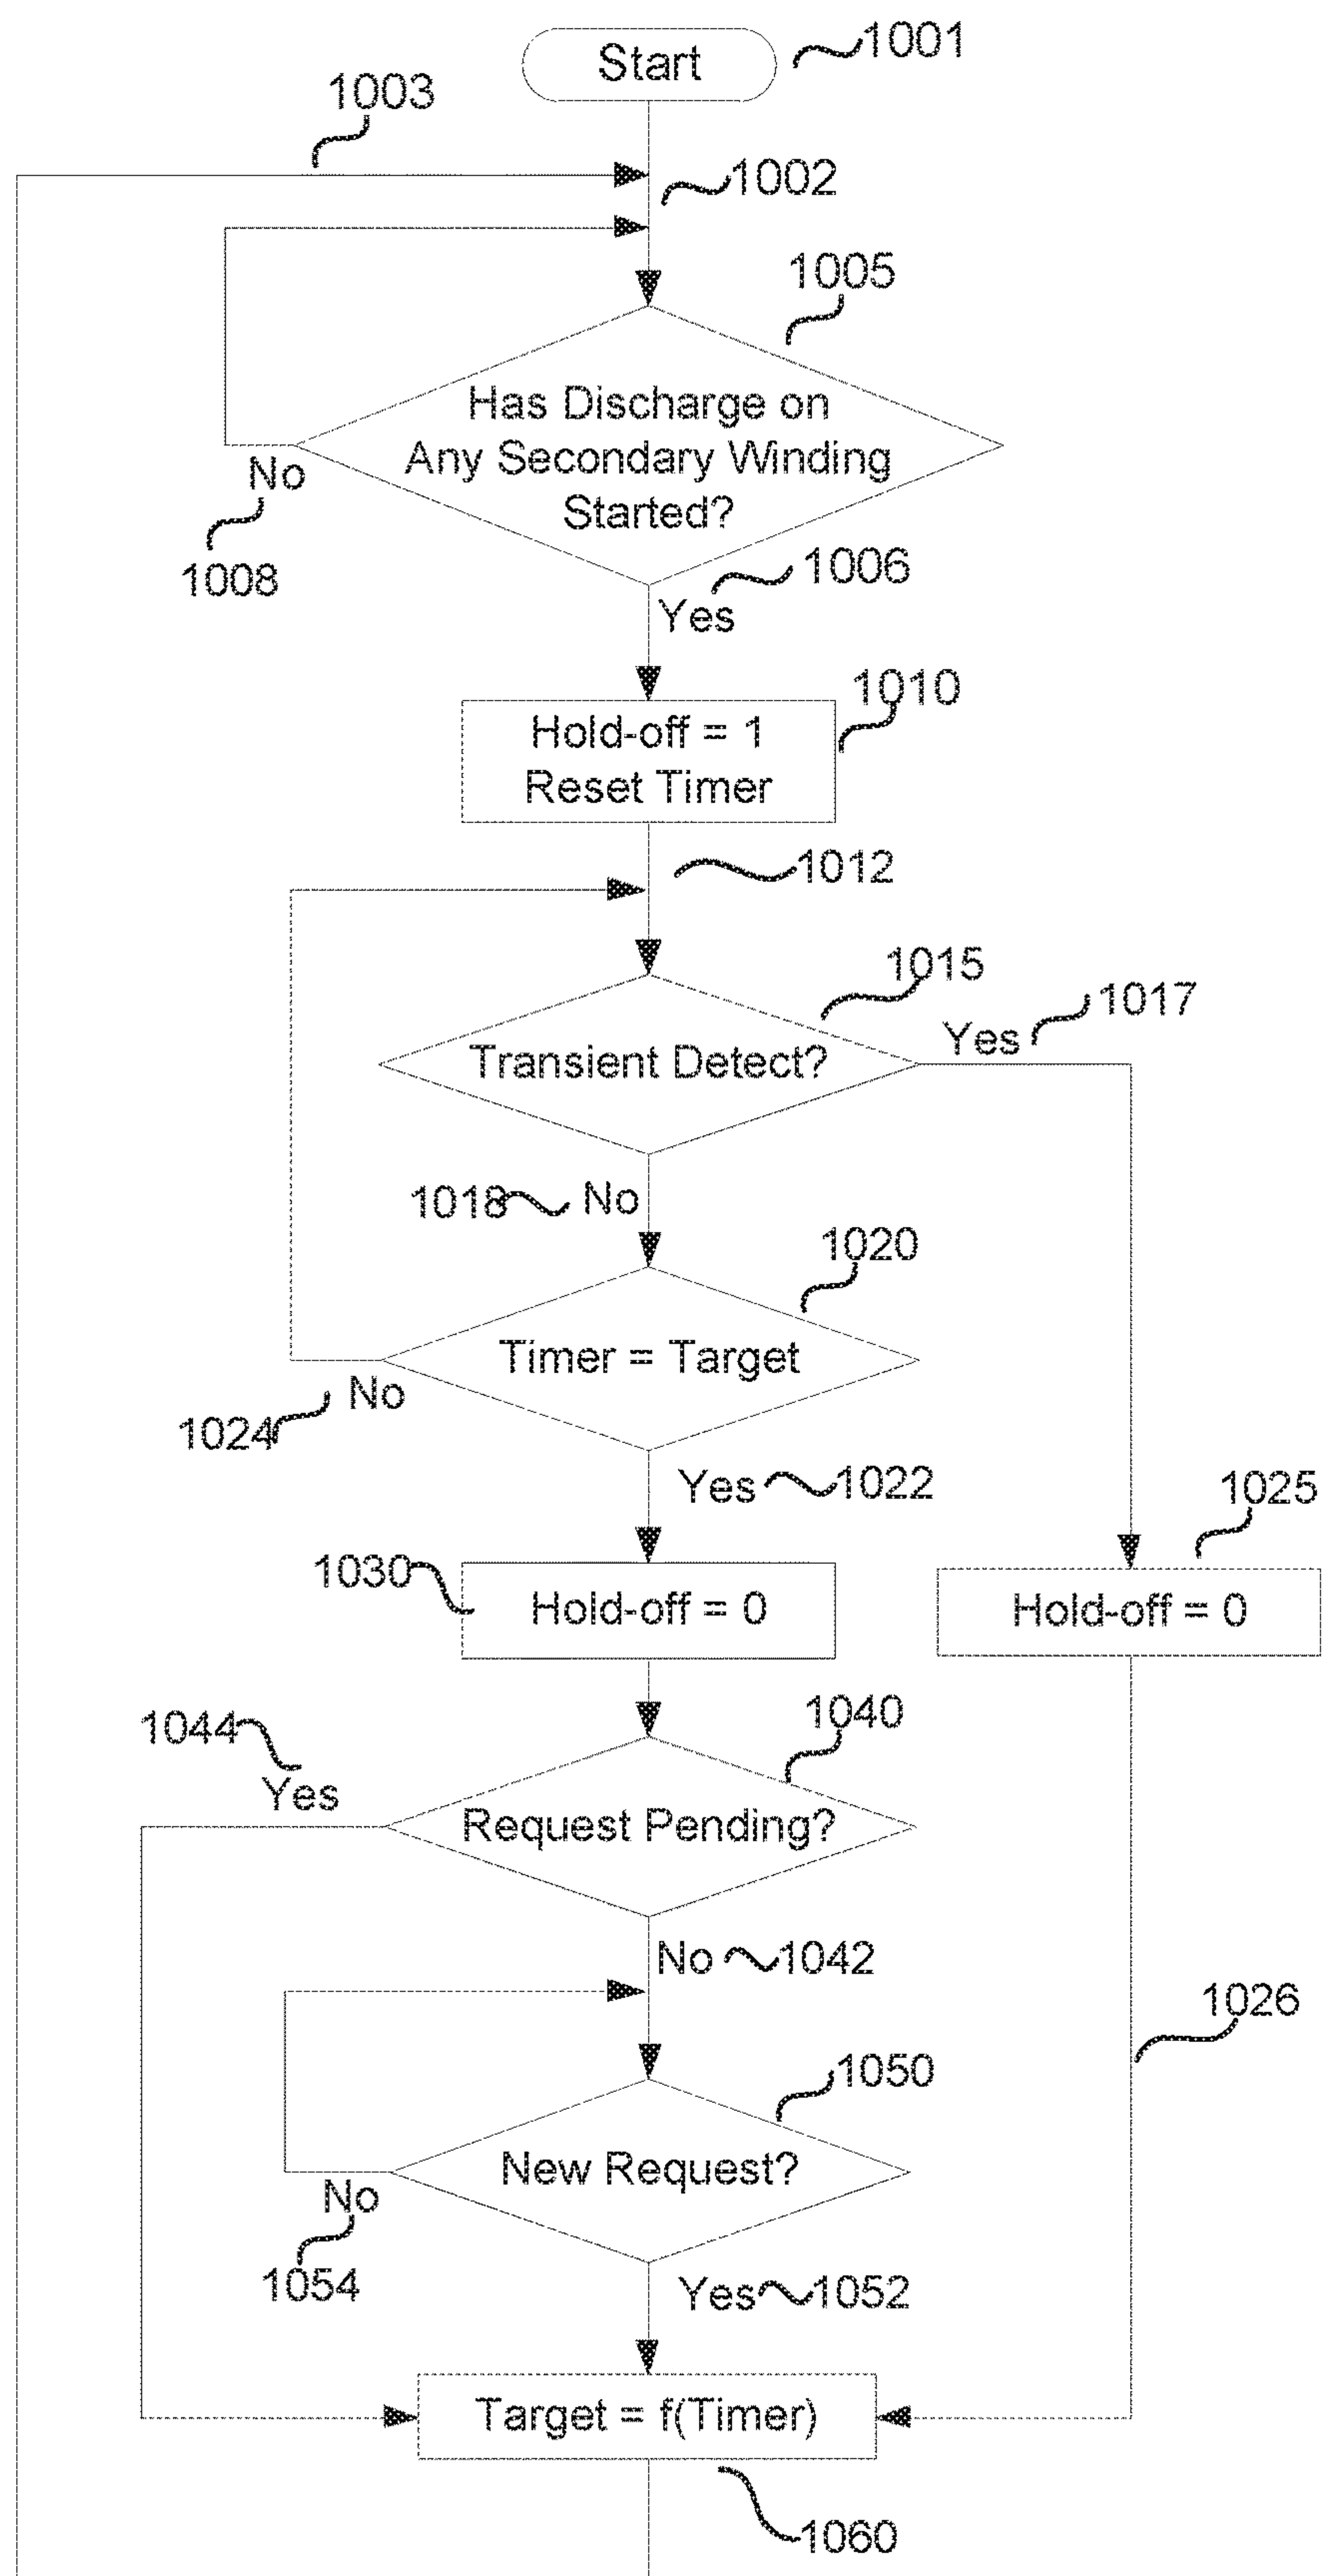 Start
1001
1003
1002
1005
Has Discharge on
Any Secondary Winding
Started?
No
1008
1006
Yes
1010
Hold-off = 1
Reset Timer
1012
1015
1017
Yes
Transient Detect?
1018
No
1020
Timer = Target
No
1024
Yes
1022
1025
1030
Hold-off = 0
Hold-off = 0
1040
1044
Yes
Request Pending?
No
1042
1026
1050
New Request?
No
1054
Yes
1052
Target = f(Timer)
1060